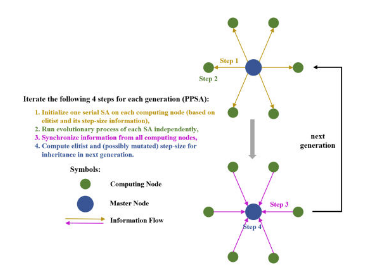 Step 1
Step 2
Iterate the following 4 steps for each generation (PPSA):
1. Initialize one serial SA on each computing node (based on
elitist and its step-size information),
2. Run evolutionary process of each SA independently,
3. Synchronize information from all computing nodes,
4. Compute elitist and (possibly mutated) step-size for
inheritance in next generation.
next
generation
Symbols:
Computing Node
Master Node
Information Flow
Step 3
Step 4